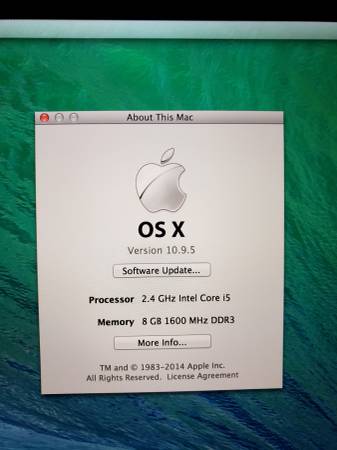 About This Mac
OS X
Version 10.9.5
Software Update...
Processor 2.4 GHz Intel Core i5
Memory 8 GB 1600 MHz DDR3
More Info...
TM and © 1983-2014 Apple Inc.
All Rights Reserved. License Agreement